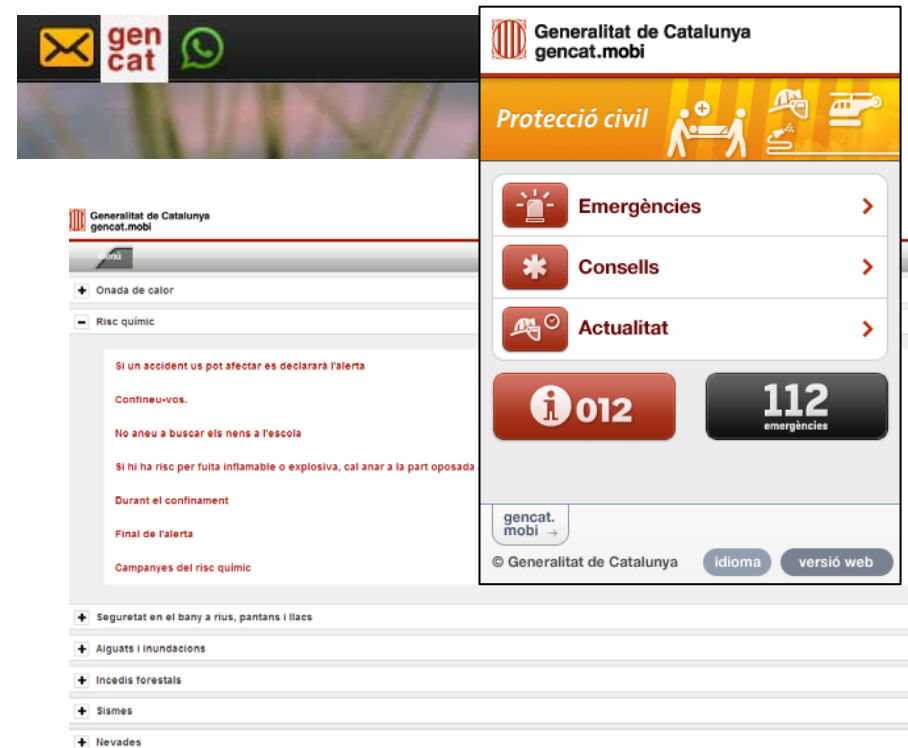 gen
cat
Generalitat de Catalunya
gencat.mobi
Menú
Onada de calor
Risc químic
Si un accident us pot afectar es declararà l'alerta
Confineu-vos.
No aneu a buscar els nens a l'escola
Si hi ha risc per fuita inflamable o explosiva, cal anar a la part oposada
Durant el confinament
Final de l'alerta
Campanyes del risc químic
Seguretat en el bany a rius, pantans i llacs
Aiguats i inundacions
Incedis forestals
Sismes
Nevades
Generalitat de Catalunya
gencat.mobi
Protecció civil
Emergències
Consells
Actualitat
012
112
emergències
gencat.
mobi →
© Generalitat de Catalunya
idioma
versió web